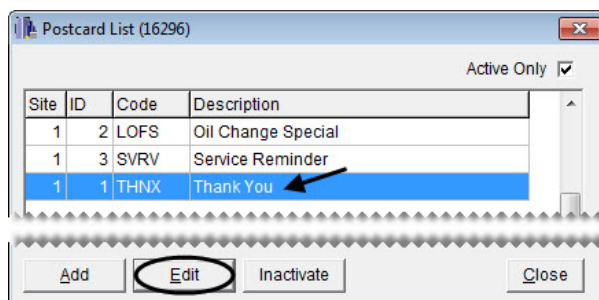 Postcard List (16296)
Active Only
Site ID Code Description
1 2 LOFS Oil Change Special
1 3 SVRV Service Reminder
1 1 THNX Thank You
Add Edit Inactivate Close